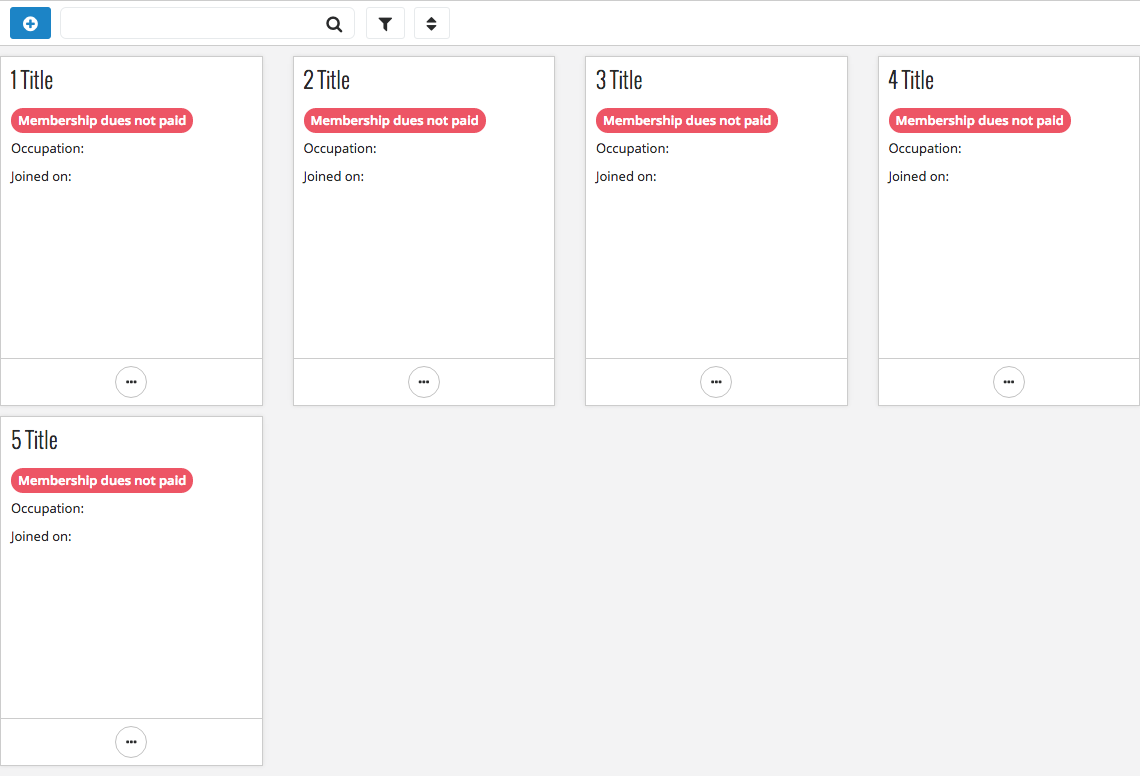 1 Title
Membership dues not paid
Occupation:
Joined on:
2 Title
Membership dues not paid
Occupation:
Joined on:
3 Title
Membership dues not paid
Occupation:
Joined on:
4 Title
Membership dues not paid
Occupation:
Joined on:
5 Title
Membership dues not paid
Occupation:
Joined on: